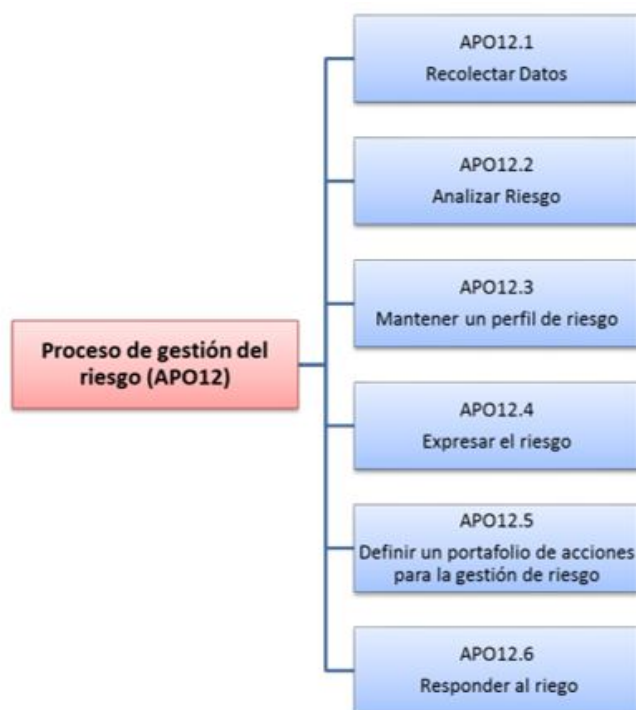 APO12.1
Recolectar Datos
APO12.2
Analizar Riesgo
APO12.3
Mantener un perfil de riesgo
Proceso de gestión del
riesgo (APO12)
APO12.4
Expresar el riesgo
APO12.5
Definir un portafolio de acciones
para la gestión de riesgo
APO12.6
Responder al riego